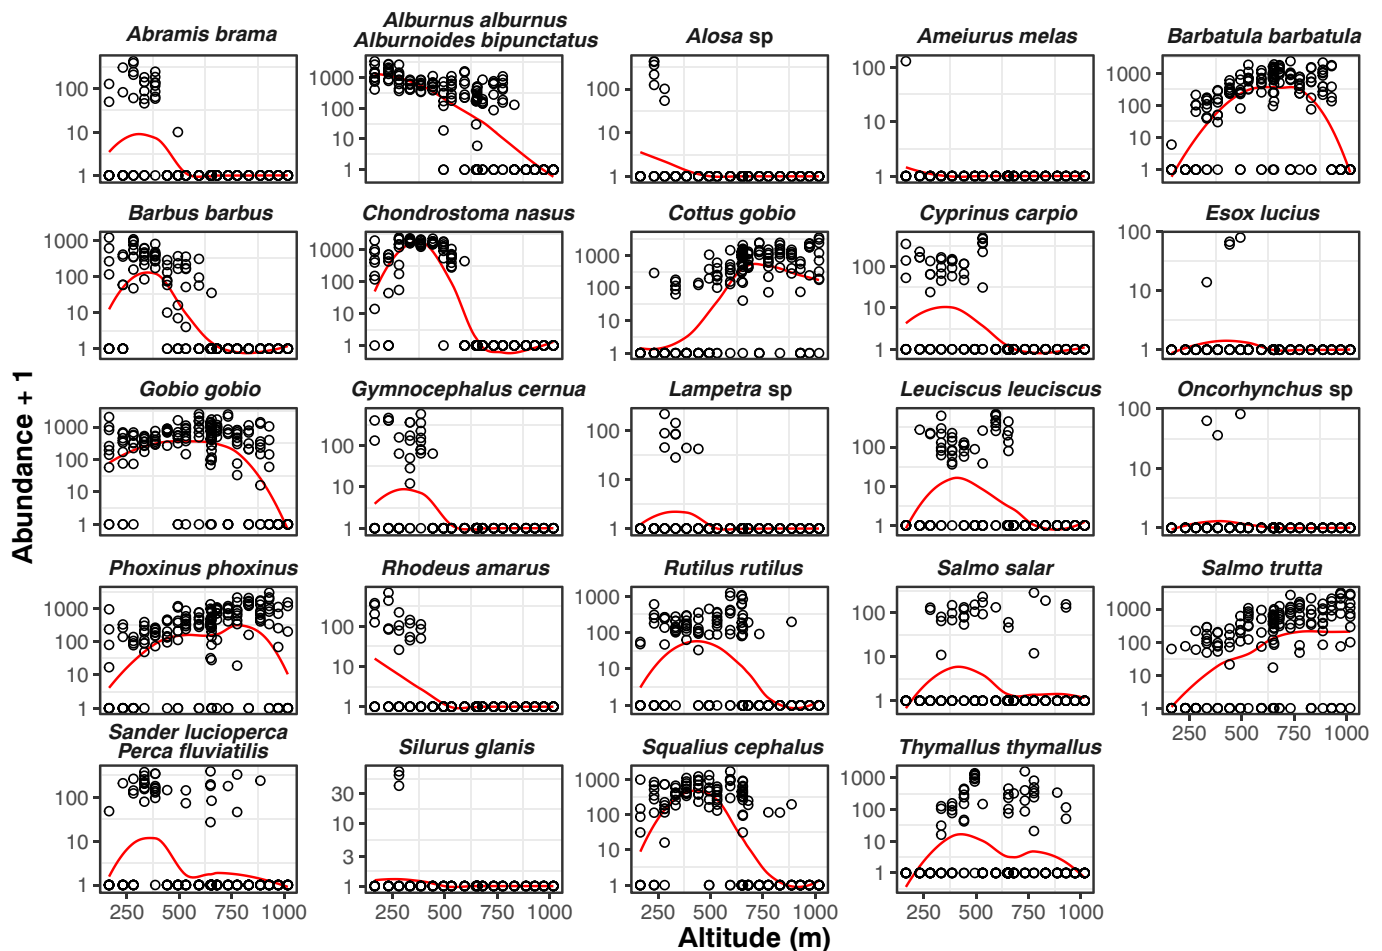 Abramis brama
Alburnus alburnus
Alburnoides bipunctatus
Alosa sp
Ameiurus melas
Barbatula barbatula
100
10
1
1000
100
10
1
100
10
1
100
10
1
1000
100
10
1
Barbus barbus
Chondrostoma nasus
Cottus gobio
Cyprinus carpio
Esox lucius
1000
100
10
1
1000
100
10
1
1000
100
10
1
100
10
1
100
10
1
Gobio gobio
Gymnocephalus cernua
Lampetra sp
Leuciscus leuciscus
Oncorhynchus sp
1000
100
10
1
100
10
1
100
10
1
100
10
1
100
10
1
Phoxinus phoxinus
Rhodeus amarus
Rutilus rutilus
Salmo salar
Salmo trutta
1000
100
10
1
100
10
1
1000
100
10
1
100
10
1
1000
100
10
1
250 500 750 1000
Sander lucioperca
Perca fluviatilis
Silurus glanis
Squalius cephalus
Thymallus thymallus
100
10
1
30
10
3
1
1000
100
10
1
1000
100
10
1
250 500 750 1000
250 500 750 1000
250 500 750 1000
250 500 750 1000
Abundance + 1
Altitude (m)